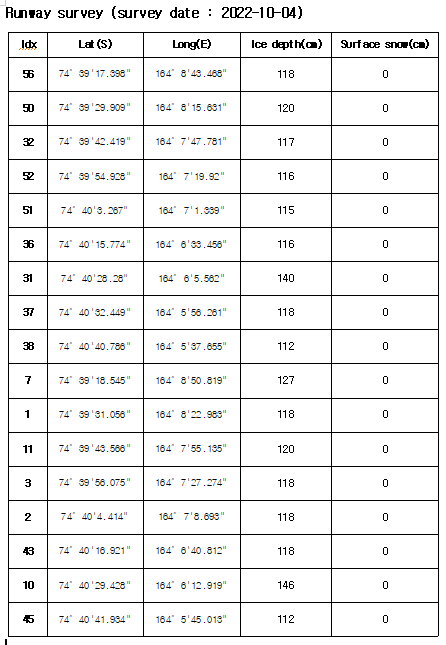 Runway survey (survey date : 2022-10-04)
Idx Lat(S) Long(E) Ice depth(cm) Surface snow(cm)
56 74° 39'17.398" 164° 8'43.468" 118 0
50 74° 39'29.909" 164° 8'15.631" 120 0
32 74° 39'42.419" 164° 7'47.781" 117 0
52 74° 39'54.928" 164° 7'19.92" 116 0
51 74° 40'3.267" 164° 7'1.339" 115 0
36 74° 40'15.774" 164° 6'33.456" 116 0
31 74° 40'28.28" 164° 6'5.562" 140 0
37 74° 40'32.449" 164° 5'56.261" 118 0
38 74° 40'40.786" 164° 5'37.655" 112 0
7 74° 39'18.545" 164° 8'50.819" 127 0
1 74° 39'31.056" 164° 8'22.983" 118 0
11 74° 39'43.566" 164° 7'55.135" 120 0
3 74° 39'56.075" 164° 7'27.274" 118 0
2 74° 40'4.414" 164° 7'8.693" 118 0
43 74° 40'16.921" 164° 6'40.812" 118 0
10 74° 40'29.428" 164° 6'12.919" 146 0
45 74° 40'41.934" 164° 5'45.013" 112 0